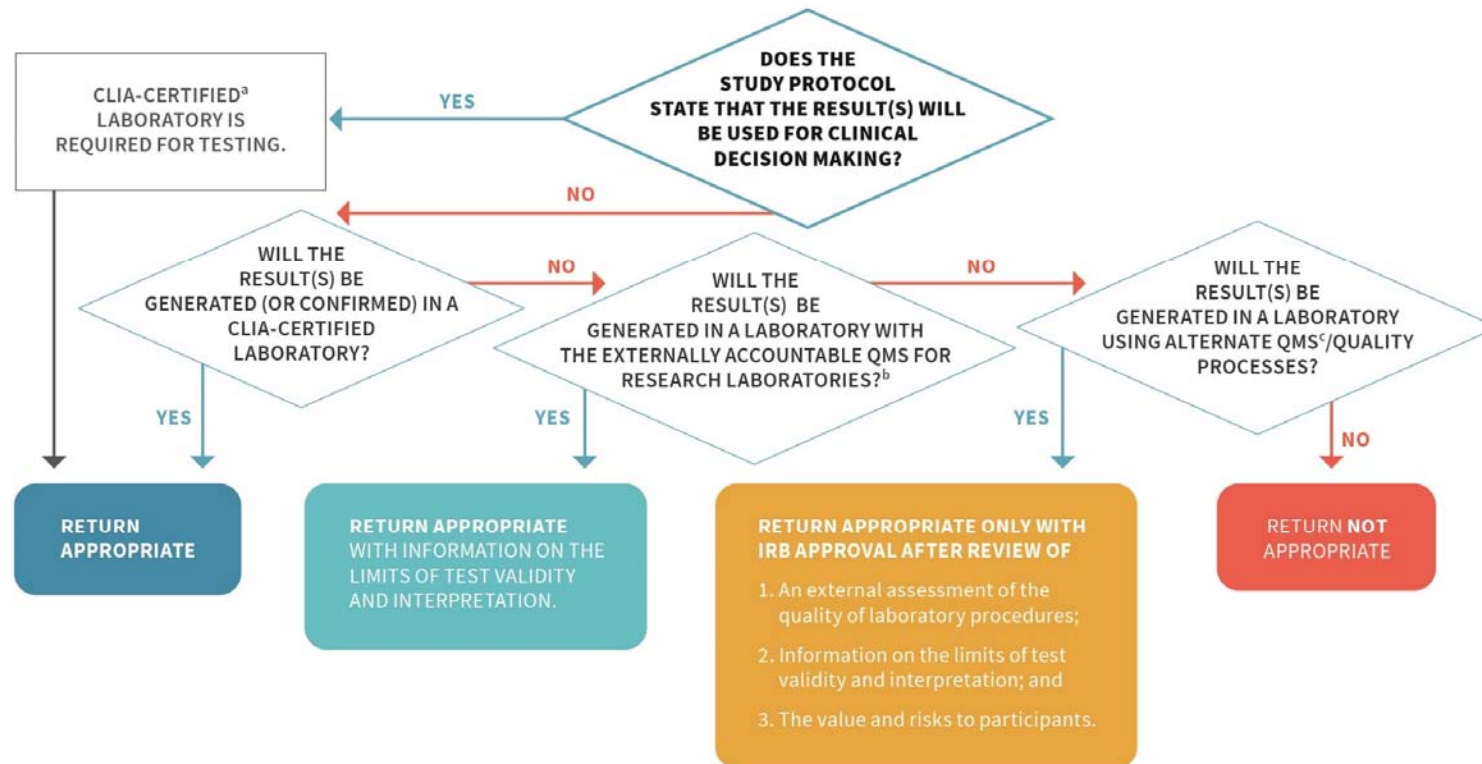 DOES THE
STUDY PROTOCOL
STATE THAT THE RESULT(S) WILL
BE USED FOR CLINICAL
DECISION MAKING?
YES
CLIA-CERTIFIEDᵃ
LABORATORY IS
REQUIRED FOR TESTING.
NO
WILL THE
RESULT(S) BE
GENERATED (OR CONFIRMED) IN A
CLIA-CERTIFIED
LABORATORY?
NO
WILL THE
RESULT(S) BE
GENERATED IN A LABORATORY WITH
THE EXTERNALLY ACCOUNTABLE QMS FOR
RESEARCH LABORATORIES?ᵇ
NO
WILL THE
RESULT(S) BE
GENERATED IN A LABORATORY
USING ALTERNATE QMSᶜ/QUALITY
PROCESSES?
YES
YES
YES
NO
RETURN
APPROPRIATE
RETURN APPROPRIATE
WITH INFORMATION ON THE
LIMITS OF TEST VALIDITY
AND INTERPRETATION.
RETURN APPROPRIATE ONLY WITH
IRB APPROVAL AFTER REVIEW OF
1. An external assessment of the
quality of laboratory procedures;
2. Information on the limits of test
validity and interpretation; and
3. The value and risks to participants.
RETURN NOT
APPROPRIATE